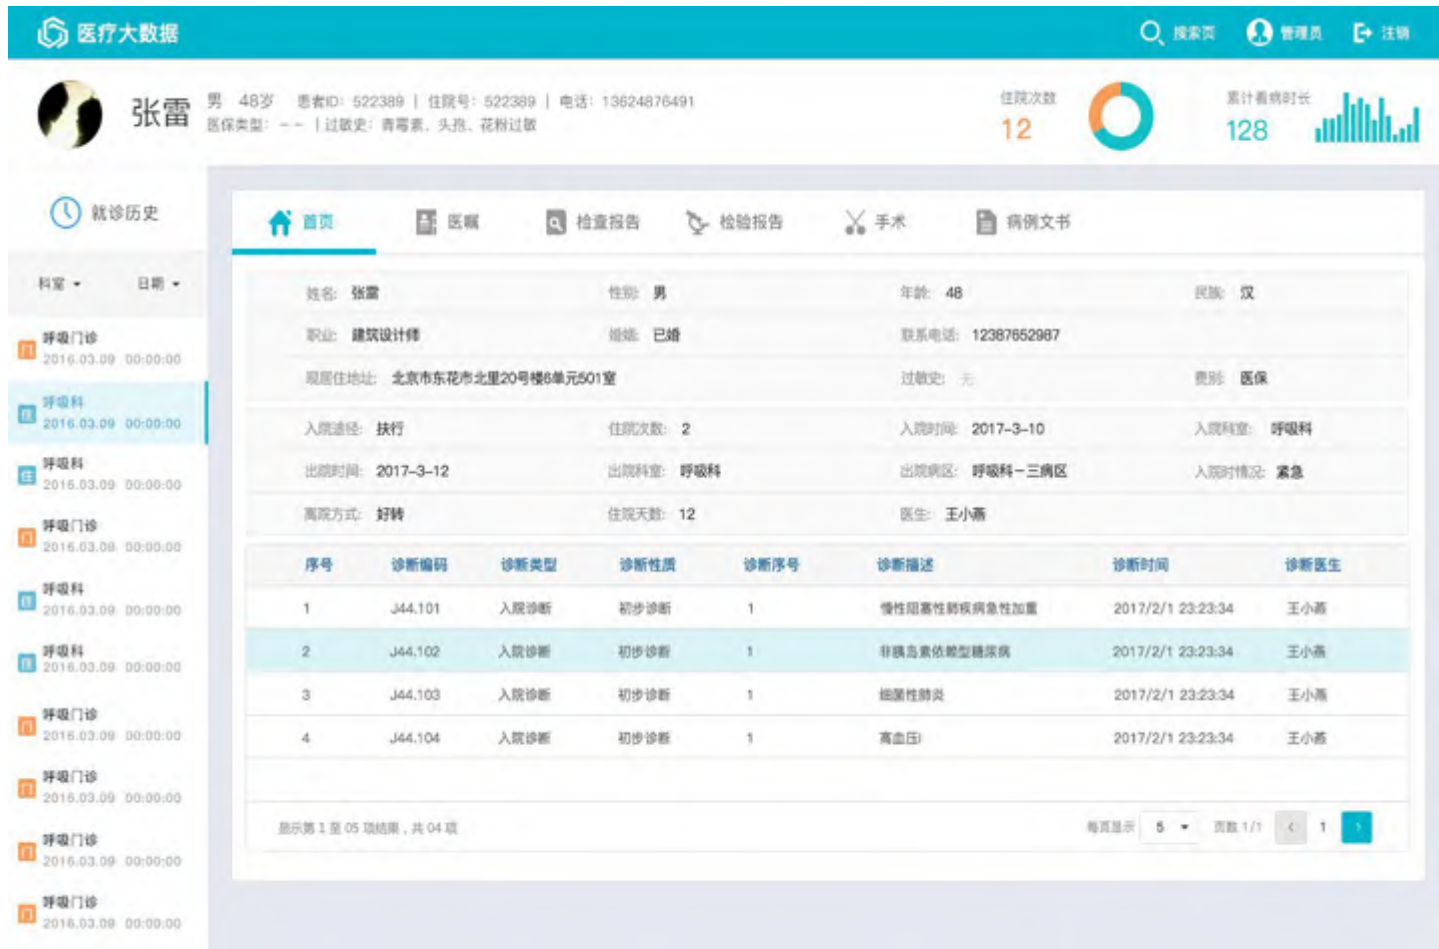 医疗大数据
搜索页 管理员 注销
张雷 男 48岁 患者ID: 522389 | 住院号: 522389 | 电话: 13624876491
医保类型: -- | 过敏史: 青霉素、头孢、花粉过敏
住院次数
12
累计看病时长
128
就诊历史
首页 医嘱 检查报告 检验报告 手术 病例文书
科室 日期
姓名: 张雷 性别: 男 年龄: 48 民族: 汉
职业: 建筑设计师 婚姻: 已婚 联系电话: 12387652987
现居住地址: 北京市东花市北里20号楼6单元501室 过敏史: 无 费别: 医保
入院途径: 扶行 住院次数: 2 入院时间: 2017-3-10 入院科室: 呼吸科
出院时间: 2017-3-12 出院科室: 呼吸科 出院病区: 呼吸科-三病区 入院时情况: 紧急
离院方式: 好转 住院天数: 12 医生: 王小燕
门 呼吸门诊
2016.03.09 00:00:00
住 呼吸科
2016.03.09 00:00:00
住 呼吸科
2016.03.09 00:00:00
门 呼吸门诊
2016.03.09 00:00:00
住 呼吸科
2016.03.09 00:00:00
住 呼吸科
2016.03.09 00:00:00
门 呼吸门诊
2016.03.09 00:00:00
门 呼吸门诊
2016.03.09 00:00:00
门 呼吸门诊
2016.03.09 00:00:00
门 呼吸门诊
2016.03.09 00:00:00
序号 诊断编码 诊断类型 诊断性质 诊断序号 诊断描述 诊断时间 诊断医生
1 J44.101 入院诊断 初步诊断 1 慢性阻塞性肺疾病急性加重 2017/2/1 23:23:34 王小燕
2 J44.102 入院诊断 初步诊断 1 非胰岛素依赖型糖尿病 2017/2/1 23:23:34 王小燕
3 J44.103 入院诊断 初步诊断 1 细菌性肺炎 2017/2/1 23:23:34 王小燕
4 J44.104 入院诊断 初步诊断 1 高血压 2017/2/1 23:23:34 王小燕
显示第 1 至 05 项结果，共 04 项 每页显示 5 页数 1/1 < 1 >